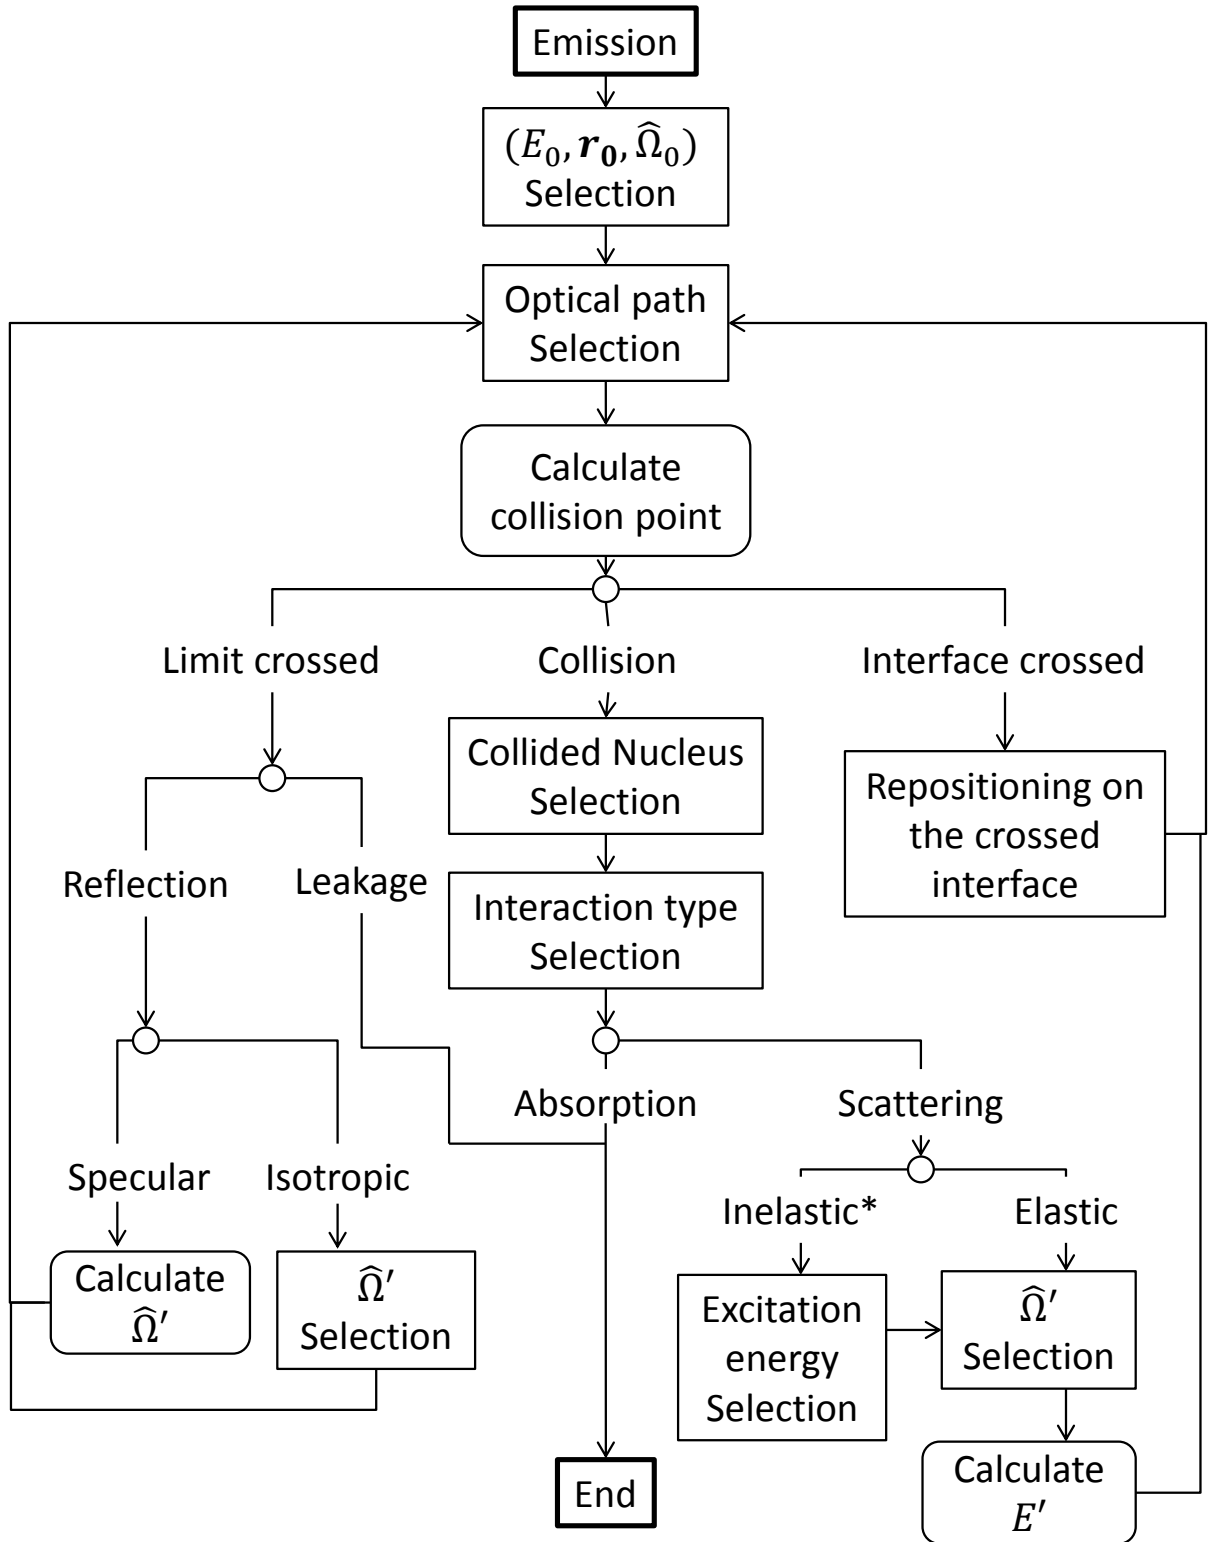 Emission
(E₀, r₀, Ω̂₀)
Selection
Optical path
Selection
Calculate
collision point
Limit crossed
Collision
Interface crossed
Collided Nucleus
Selection
Repositioning on
the crossed
interface
Reflection
Leakage
Interaction type
Selection
Absorption
Scattering
Specular
Isotropic
Inelastic*
Elastic
Calculate
Ω̂′
Ω̂′
Selection
Excitation
energy
Selection
Ω̂′
Selection
Calculate
E′
End